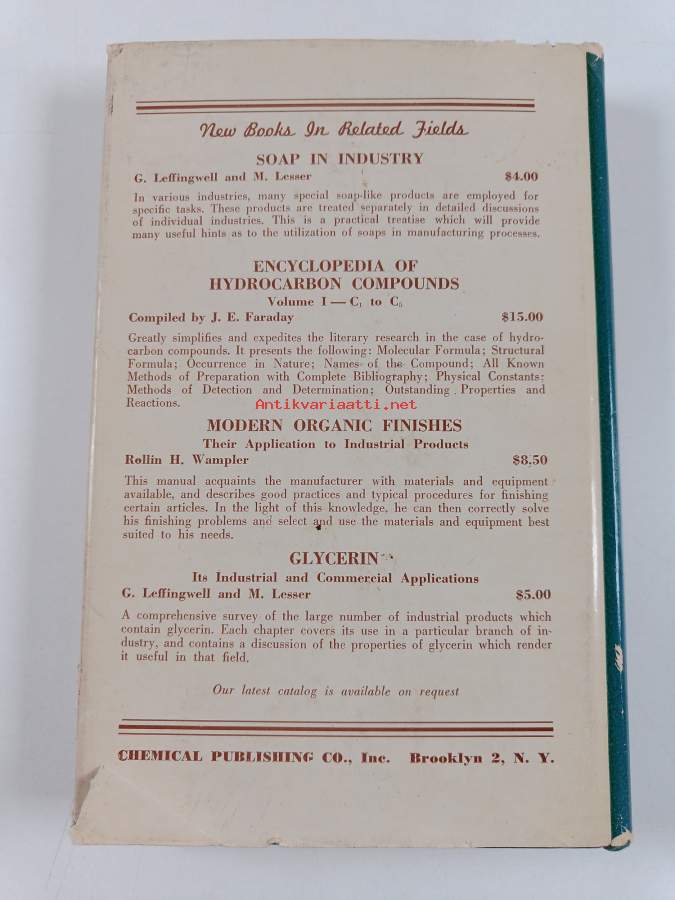 New Books In Related Fields
SOAP IN INDUSTRY
G. Leffingwell and M. Lesser $4.00
In various industries, many special soap-like products are employed for
specific tasks. These products are treated separately in detailed discussions
of individual industries. This is a practical treatise which will provide
many useful hints as to the utilization of soaps in manufacturing processes.
ENCYCLOPEDIA OF
HYDROCARBON COMPOUNDS
Volume I — C₁ to C₅
Compiled by J. E. Faraday $15.00
Greatly simplifies and expedites the literary research in the case of hydro-
carbon compounds. It presents the following: Molecular Formula; Structural
Formula; Occurrence in Nature; Names of the Compound; All Known
Methods of Preparation with Complete Bibliography; Physical Constants;
Methods of Detection and Determination; Outstanding Properties and
Reactions.
Antikvariaatti.net
MODERN ORGANIC FINISHES
Their Application to Industrial Products
Rollin H. Wampler $8.50
This manual acquaints the manufacturer with materials and equipment
available, and describes good practices and typical procedures for finishing
certain articles. In the light of this knowledge, he can then correctly solve
his finishing problems and select and use the materials and equipment best
suited to his needs.
GLYCERIN
Its Industrial and Commercial Applications
G. Leffingwell and M. Lesser $5.00
A comprehensive survey of the large number of industrial products which
contain glycerin. Each chapter covers its use in a particular branch of in-
dustry, and contains a discussion of the properties of glycerin which render
it useful in that field.
Our latest catalog is available on request
CHEMICAL PUBLISHING CO., Inc. Brooklyn 2, N. Y.